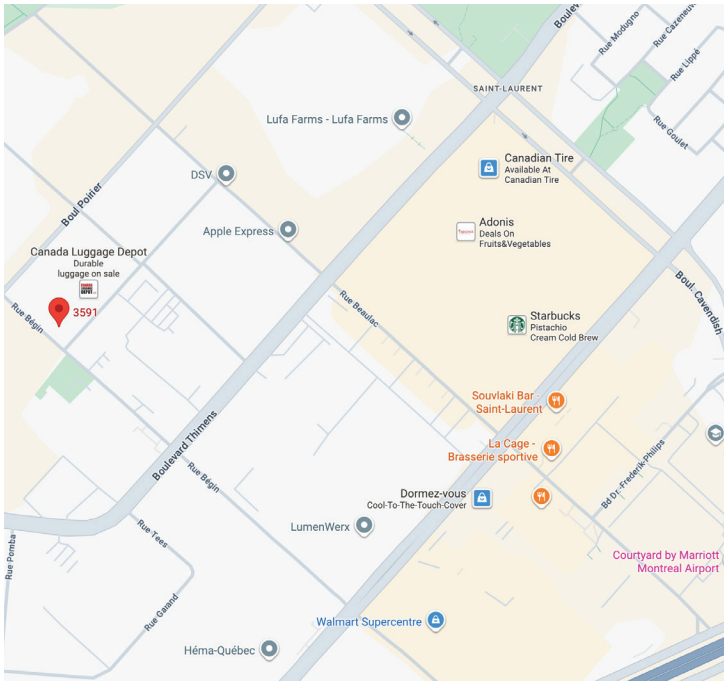 Boulev
Rue Modugno
Rue Cazeneu
Rue Lippé
SAINT-LAURENT
Lufa Farms - Lufa Farms
Rue Goulet
Canadian Tire
Available At
Canadian Tire
DSV
Boul Poirier
Adonis
Deals On
Fruits&Vegetables
Apple Express
Canada Luggage Depot
Durable
luggage on sale
3591
Rue Bégin
Rue Beaulac
Boul. Cavendish
Starbucks
Pistachio
Cream Cold Brew
Souvlaki Bar -
Saint-Laurent
La Cage -
Brasserie sportive
Boulevard Thimens
Rue Bégin
Bd Dr.-Frederik-Philips
Dormez-vous
Cool-To-The-Touch-Cover
LumenWerx
Rue Tees
Rue Pomba
Courtyard by Marriott
Montreal Airport
Rue Garand
Walmart Supercentre
Héma-Québec